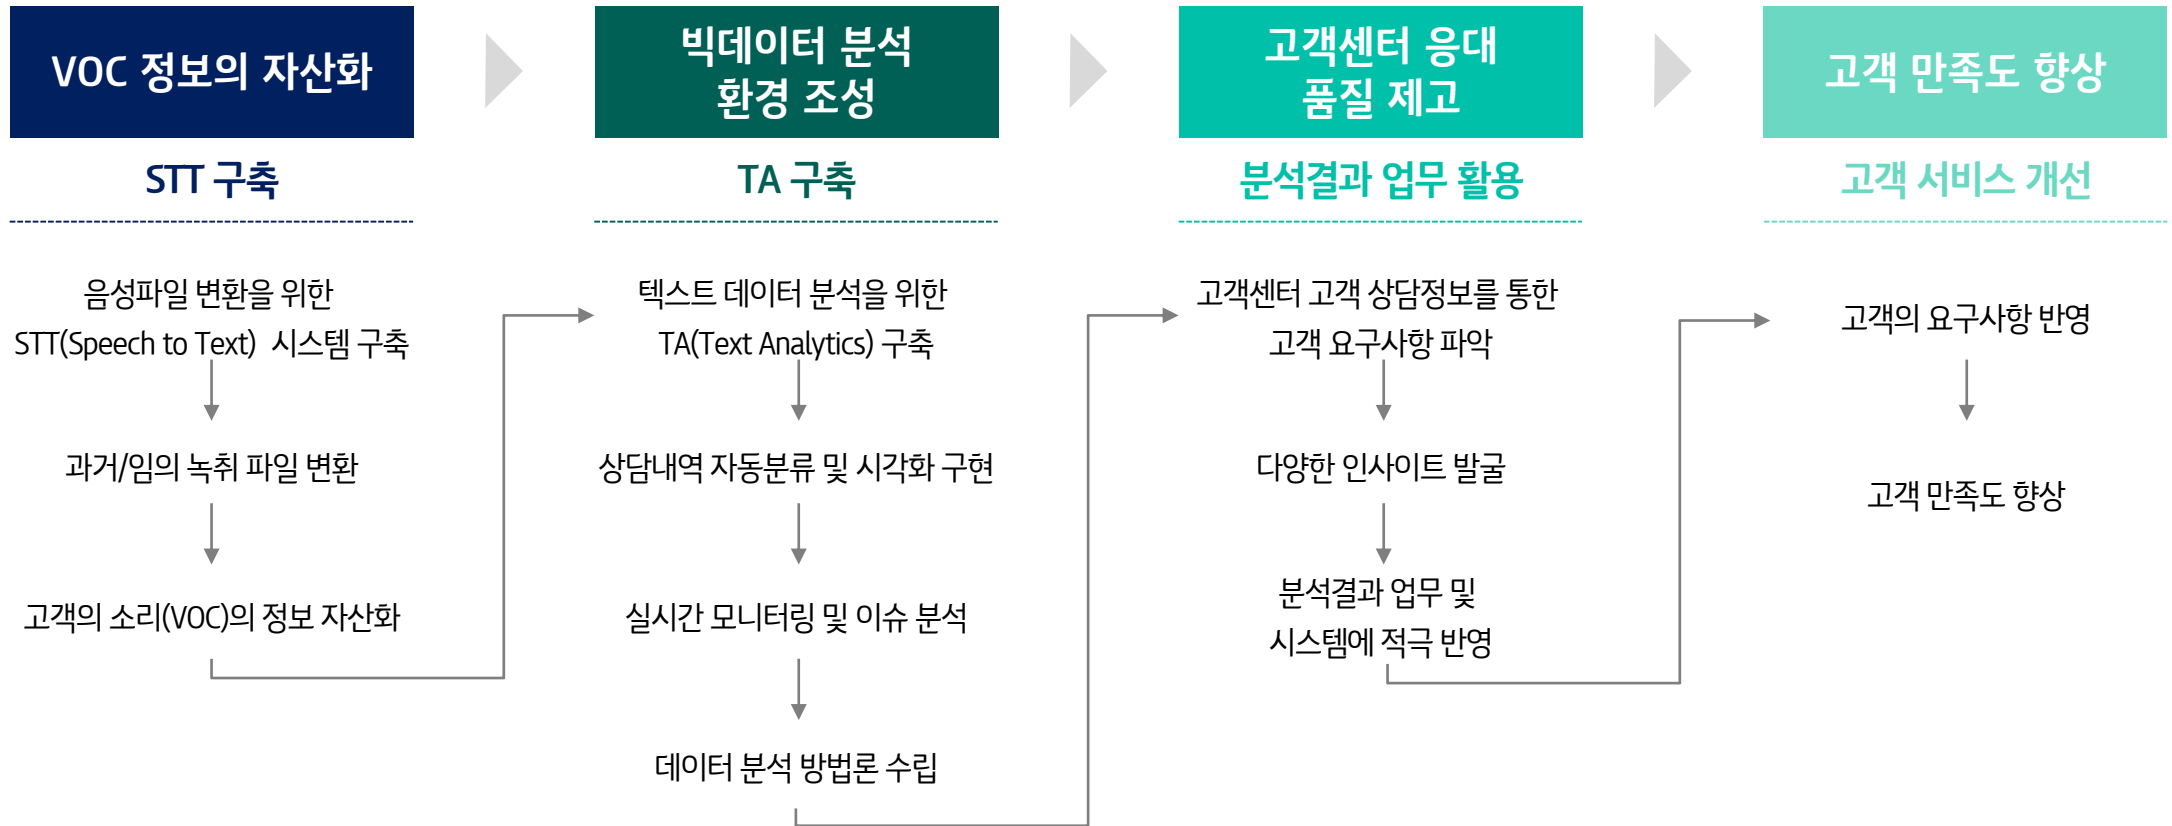 VOC 정보의 자산화
STT 구축
음성파일 변환을 위한
STT(Speech to Text) 시스템 구축
과거/임의 녹취 파일 변환
고객의 소리(VOC)의 정보 자산화
빅데이터 분석
환경 조성
TA 구축
텍스트 데이터 분석을 위한
TA(Text Analytics) 구축
상담내역 자동분류 및 시각화 구현
실시간 모니터링 및 이슈 분석
데이터 분석 방법론 수립
고객센터 응대
품질 제고
분석결과 업무 활용
고객센터 고객 상담정보를 통한
고객 요구사항 파악
다양한 인사이트 발굴
분석결과 업무 및
시스템에 적극 반영
고객 만족도 향상
고객 서비스 개선
고객의 요구사항 반영
고객 만족도 향상